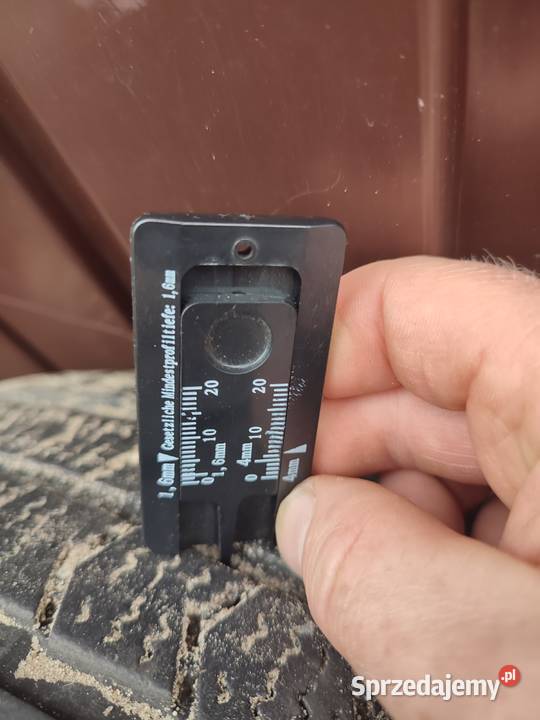 1,6mm Gesetzliche Mindestprofiltiefe: 1,6mm
0 10 20
1,6mm
4mm
0 10 20
4mm
Sprzedajemy.pl